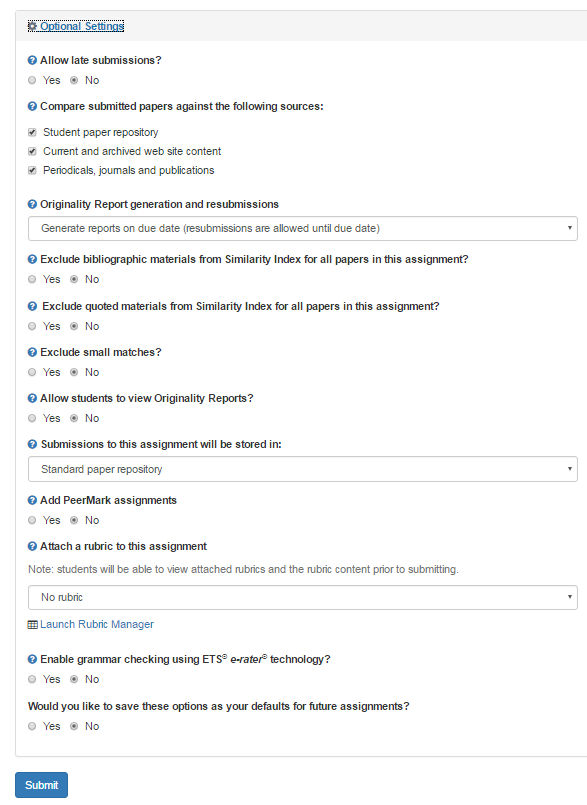 Optional Settings
Allow late submissions?
Yes No
Compare submitted papers against the following sources:
Student paper repository
Current and archived web site content
Periodicals, journals and publications
Originality Report generation and resubmissions
Generate reports on due date (resubmissions are allowed until due date)
Exclude bibliographic materials from Similarity Index for all papers in this assignment?
Yes No
Exclude quoted materials from Similarity Index for all papers in this assignment?
Yes No
Exclude small matches?
Yes No
Allow students to view Originality Reports?
Yes No
Submissions to this assignment will be stored in:
Standard paper repository
Add PeerMark assignments
Yes No
Attach a rubric to this assignment
Note: students will be able to view attached rubrics and the rubric content prior to submitting.
No rubric
Launch Rubric Manager
Enable grammar checking using ETS® e-rater® technology?
Yes No
Would you like to save these options as your defaults for future assignments?
Yes No
Submit